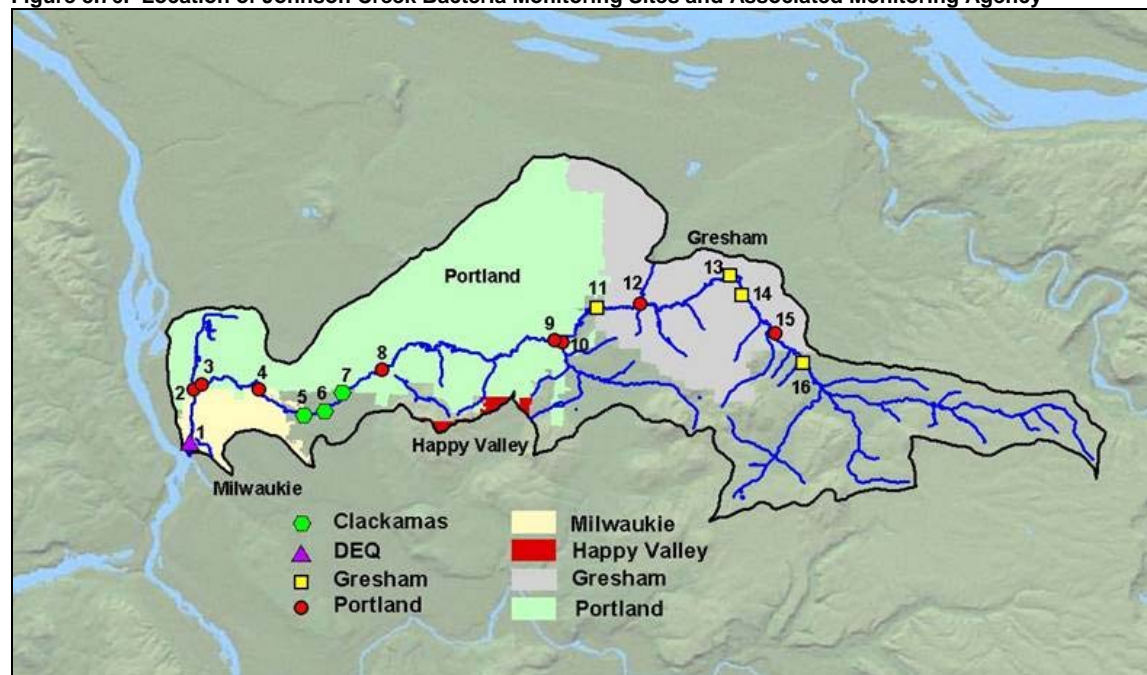 Figure Location of Johnson Creek Bacteria Monitoring Sites and Associated Monitoring Agency
Gresham
Portland
13
14
12
11
15
9
10
16
8
7
6
5
4
3
2
1
Happy Valley
Milwaukie
Clackamas
DEQ
Gresham
Portland
Milwaukie
Happy Valley
Gresham
Portland